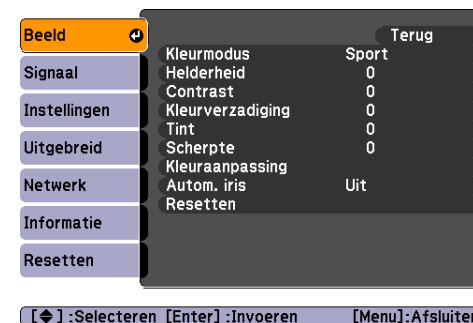 Beeld
Signaal
Instellingen
Uitgebreid
Netwerk
Informatie
Resetten
Terug
Kleurmodus Sport
Helderheid 0
Contrast 0
Kleurverzadiging 0
Tint 0
Scherpte 0
Kleuraanpassing
Autom. iris Uit
Resetten
[ ] :Selecteren [Enter] :Invoeren [Menu]:Afsluiten